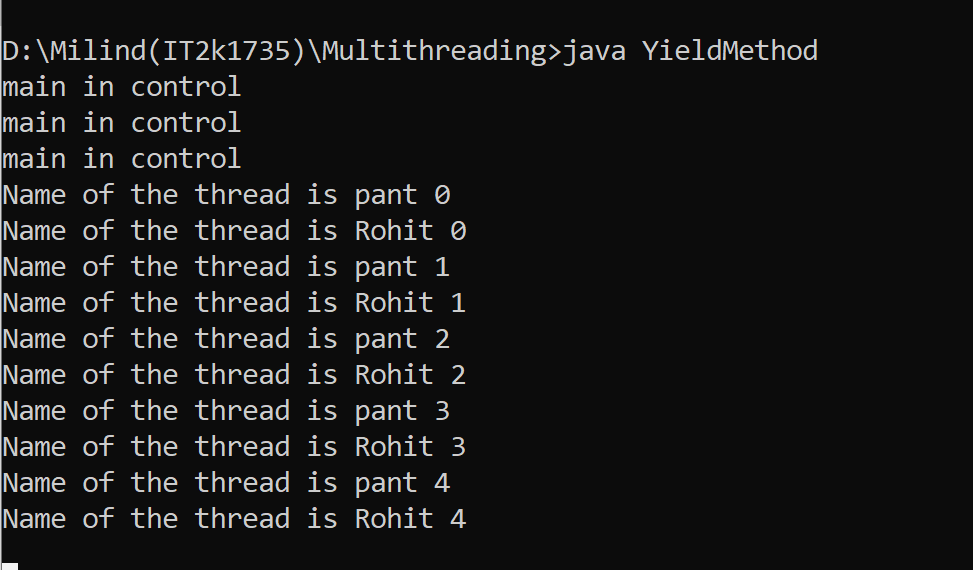 D:\Milind(IT2k1735)\Multithreading>java YieldMethod
main in control
main in control
main in control
Name of the thread is pant 0
Name of the thread is Rohit 0
Name of the thread is pant 1
Name of the thread is Rohit 1
Name of the thread is pant 2
Name of the thread is Rohit 2
Name of the thread is pant 3
Name of the thread is Rohit 3
Name of the thread is pant 4
Name of the thread is Rohit 4